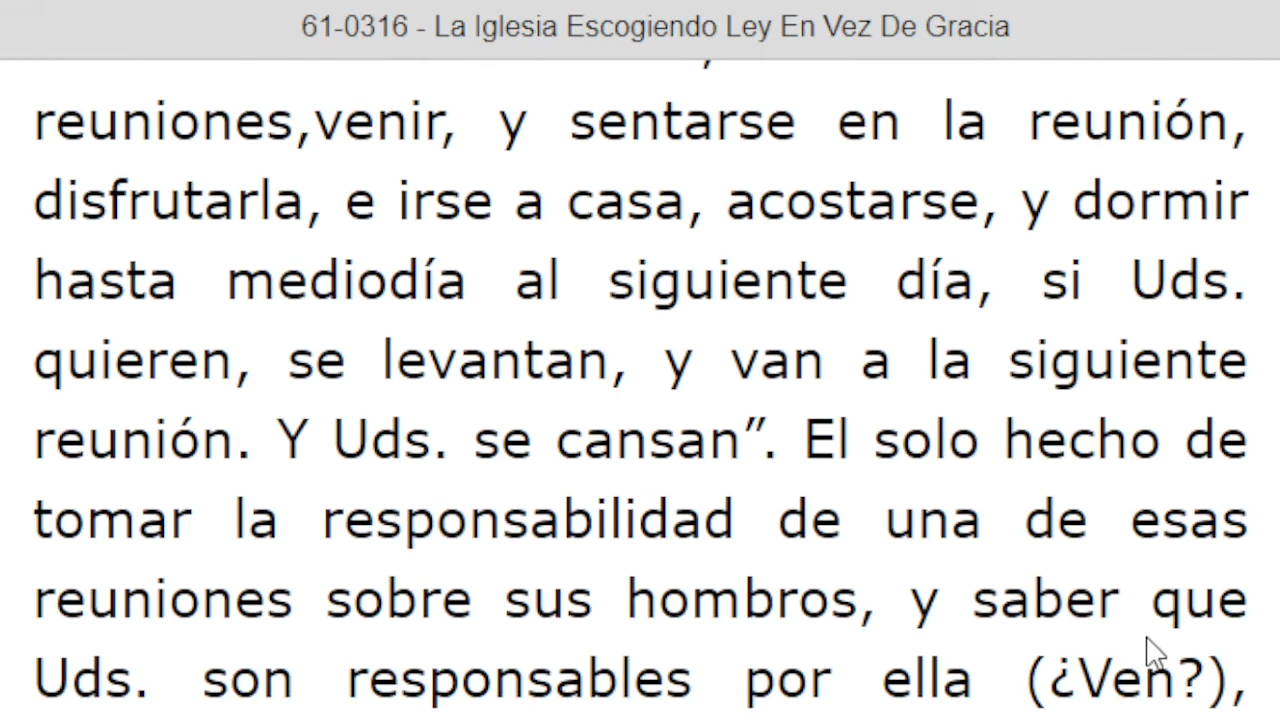 61-0316 - La Iglesia Escogiendo Ley En Vez De Gracia
reuniones,venir, y sentarse en la reunión,
disfrutarla, e irse a casa, acostarse, y dormir
hasta mediodía al siguiente día, si Uds.
quieren, se levantan, y van a la siguiente
reunión. Y Uds. se cansan”. El solo hecho de
tomar la responsabilidad de una de esas
reuniones sobre sus hombros, y saber que
Uds. son responsables por ella (¿Ven?),